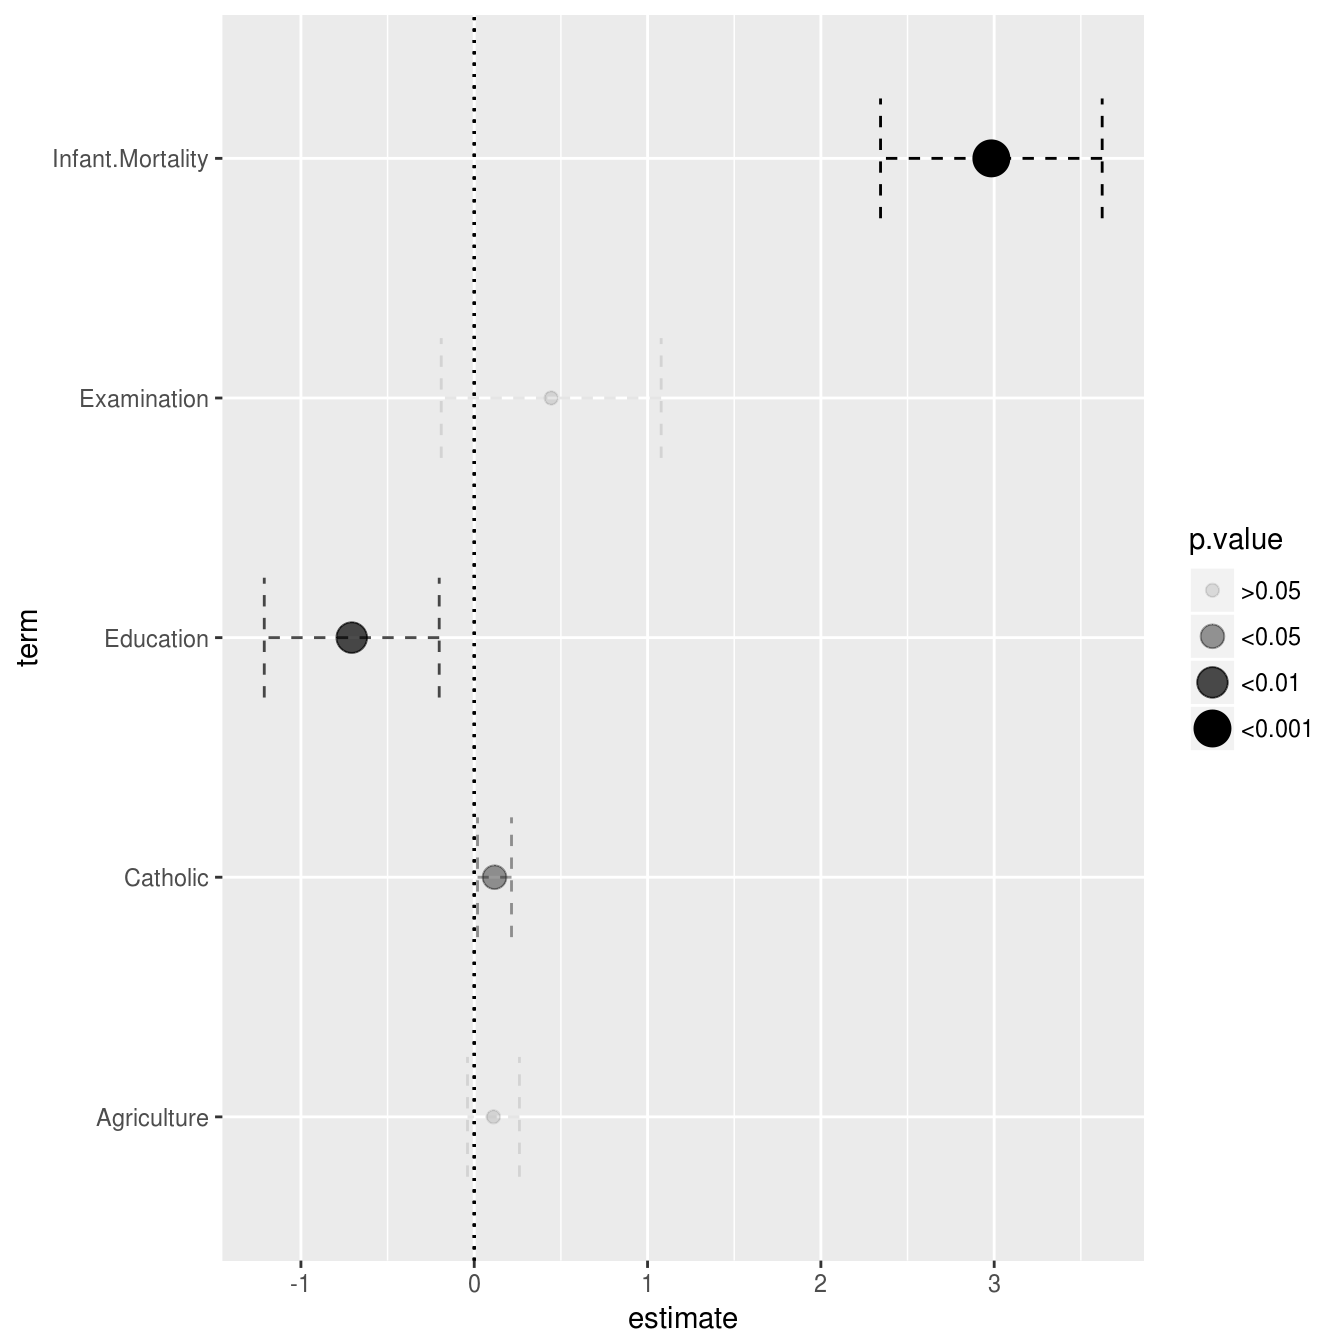 Infant.Mortality
Examination
Education
Catholic
Agriculture
term
-1 0 1 2 3
estimate
p.value
>0.05
<0.05
<0.01
<0.001